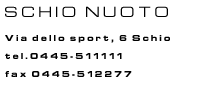 SCHIO NUOTO
Via dello sport, 6 Schio
tel.0445-511111
fax 0445-512277